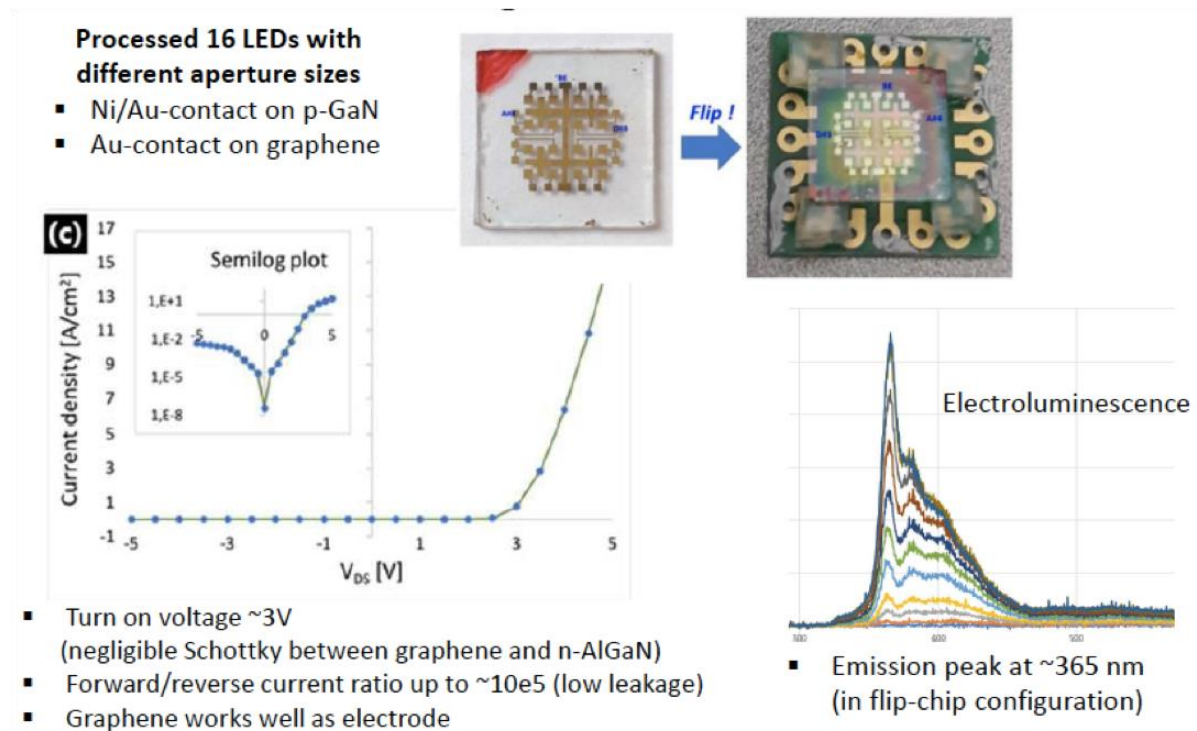 Processed 16 LEDs with
different aperture sizes
▪ Ni/Au-contact on p-GaN
▪ Au-contact on graphene
BE
Flip !
BE
(c)
Current density [A/cm²]
17
15
13
11
9
7
5
3
1
-1
-5
-3
-1
1
3
5
V_DS [V]
Semilog plot
1,E+1
1,E-2
1,E-5
1,E-8
-5
0
5
Electroluminescence
▪ Turn on voltage ~3V
(negligible Schottky between graphene and n-AlGaN)
▪ Forward/reverse current ratio up to ~10e5 (low leakage)
▪ Graphene works well as electrode
▪ Emission peak at ~365 nm
(in flip-chip configuration)